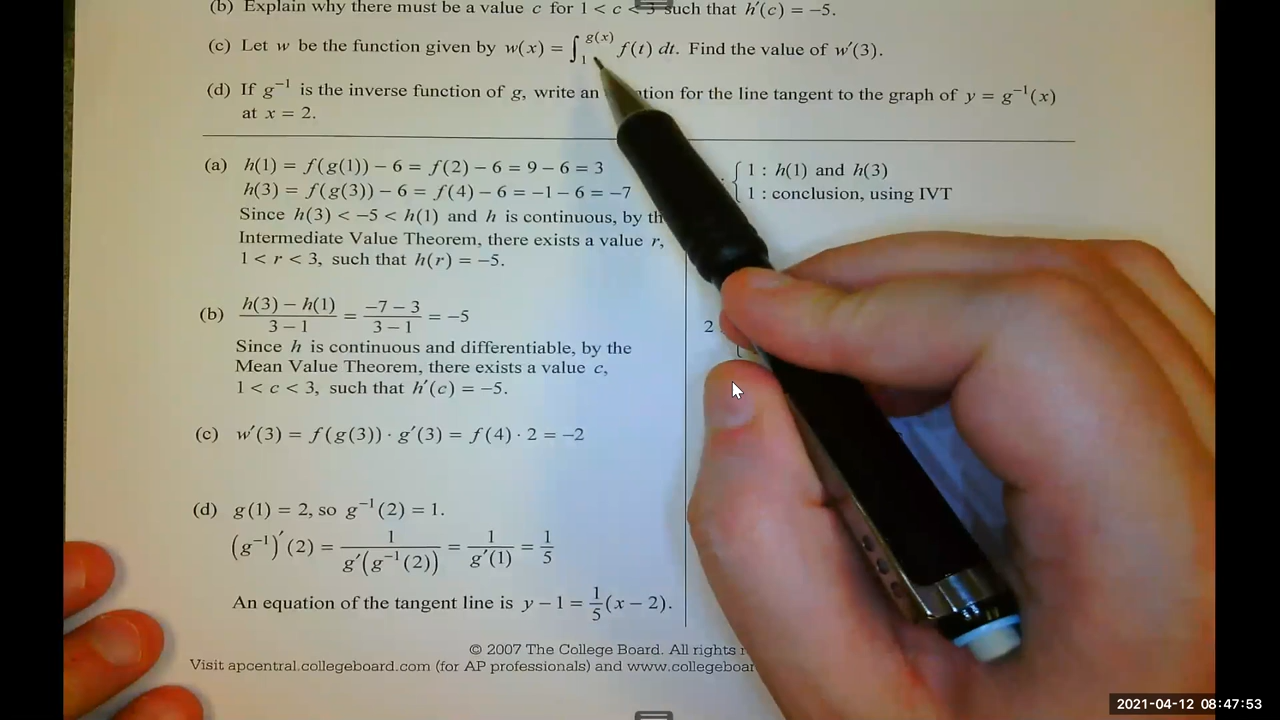 (b) Explain why there must be a value c for 1 < c < 3 such that h′(c) = −5.
(c) Let w be the function given by w(x) = ∫₁^{g(x)} f(t) dt. Find the value of w′(3).
(d) If g⁻¹ is the inverse function of g, write an for the line tangent to the graph of y = g⁻¹(x)
at x = 2.
(a) h(1) = f(g(1)) − 6 = f(2) − 6 = 9 − 6 = 3
h(3) = f(g(3)) − 6 = f(4) − 6 = −1 − 6 = −7
Since h(3) < −5 < h(1) and h is continuous, by
Intermediate Value Theorem, there exists a value r,
1 < r < 3, such that h(r) = −5.
1 : h(1) and h(3)
1 : conclusion, using IVT
(b) h(3) − h(1) / 3 − 1 = −7 − 3 / 3 − 1 = −5
Since h is continuous and differentiable, by the
Mean Value Theorem, there exists a value c,
1 < c < 3, such that h′(c) = −5.
2
(c) w′(3) = f(g(3)) · g′(3) = f(4) · 2 = −2
(d) g(1) = 2, so g⁻¹(2) = 1.
(g⁻¹)′(2) = 1 / g′(g⁻¹(2)) = 1 / g′(1) = 1 / 5
An equation of the tangent line is y − 1 = 1/5 (x − 2).
© 2007 The College Board. All rights
Visit apcentral.collegeboard.com (for AP professionals) and
2021-04-12 08:47:53